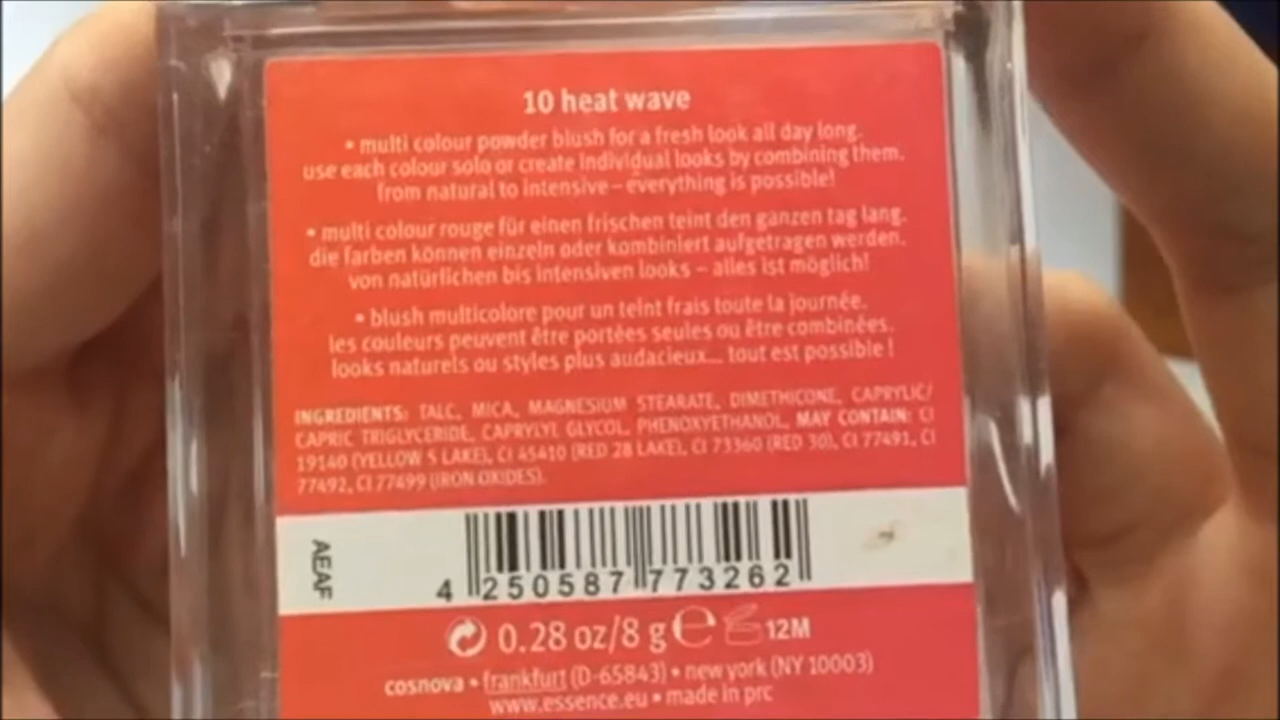 10 heat wave
• multi colour powder blush for a fresh look all day long.
use each colour solo or create individual looks by combining them.
from natural to intensive – everything is possible!
• multi colour rouge für einen frischen teint den ganzen tag lang.
die farben können einzeln oder kombiniert aufgetragen werden.
von natürlichen bis intensiven looks – alles ist möglich!
• blush multicolore pour un teint frais toute la journée.
les couleurs peuvent être portées seules ou être combinées.
looks naturels ou styles plus audacieux... tout est possible !
INGREDIENTS: TALC, MICA, MAGNESIUM STEARATE, DIMETHICONE, CAPRYLIC/
CAPRIC TRIGLYCERIDE, CAPRYLYL GLYCOL, PHENOXYETHANOL, MAY CONTAIN: CI
19140 (YELLOW 5 LAKE), CI 45410 (RED 28 LAKE), CI 73360 (RED 30), CI 77491, CI
77492, CI 77499 (IRON OXIDES).
AEAF
4 250587 773262
0.28 oz/8 g e 12M
cosnova • frankfurt (D-65843) • new york (NY 10003)
www.essence.eu • made in prc